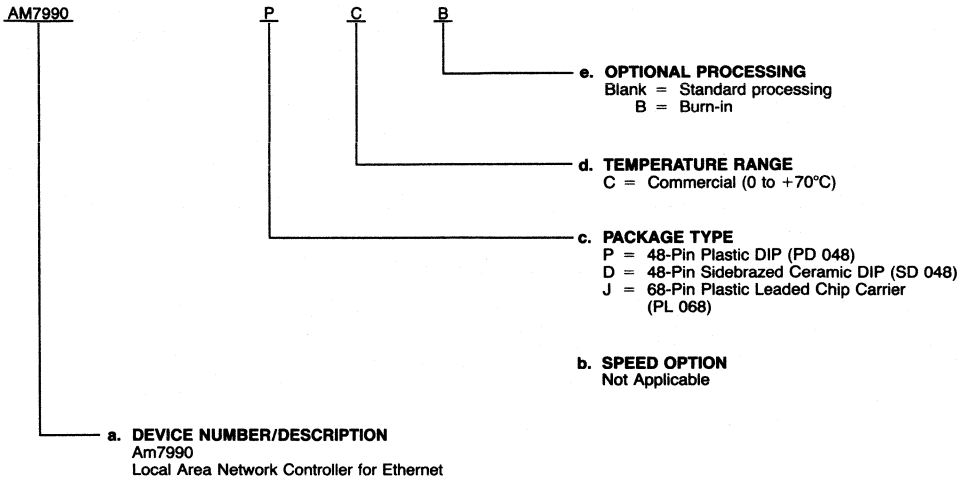 AM7990 P C B
e. OPTIONAL PROCESSING
Blank = Standard processing
B = Burn-in
d. TEMPERATURE RANGE
C = Commercial (0 to +70°C)
c. PACKAGE TYPE
P = 48-Pin Plastic DIP (PD 048)
D = 48-Pin Sidebrazed Ceramic DIP (SD 048)
J = 68-Pin Plastic Leaded Chip Carrier
(PL 068)
b. SPEED OPTION
Not Applicable
a. DEVICE NUMBER/DESCRIPTION
Am7990
Local Area Network Controller for Ethernet